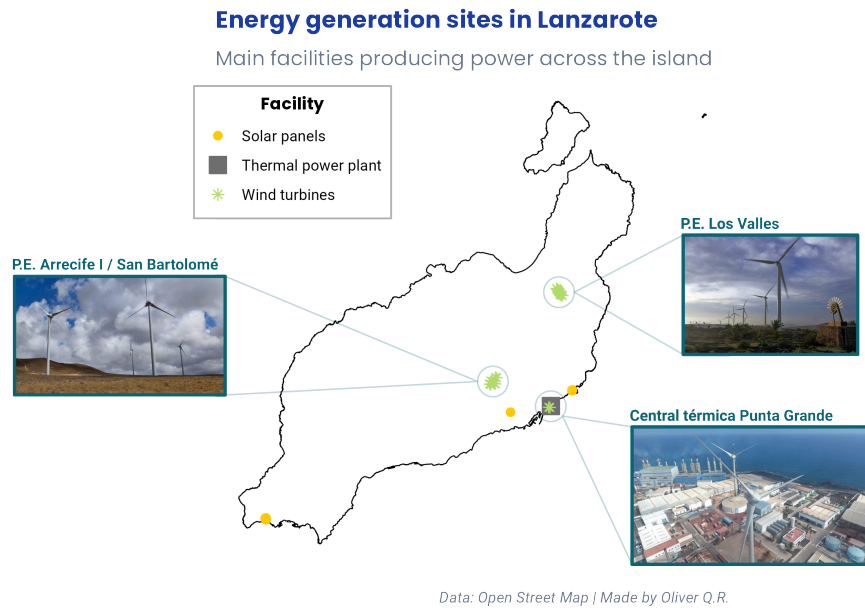 Energy generation sites in Lanzarote
Main facilities producing power across the island
Facility
Solar panels
Thermal power plant
Wind turbines
P.E. Los Valles
P.E. Arrecife I / San Bartolomé
Central térmica Punta Grande
Data: Open Street Map | Made by Oliver Q.R.